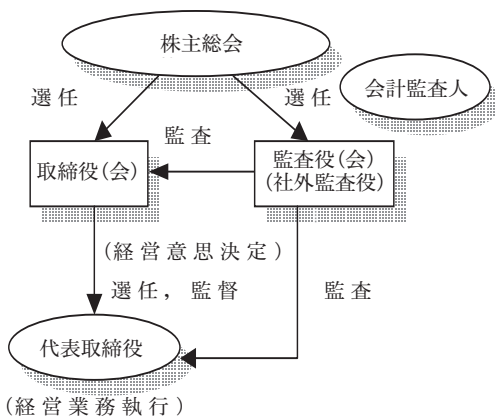 株主総会
会計監査人
選任
選任
監査
取締役(会)
監査役(会)
(社外監査役)
(経営意思決定)
選任,監督
監査
代表取締役
(経営業務執行)